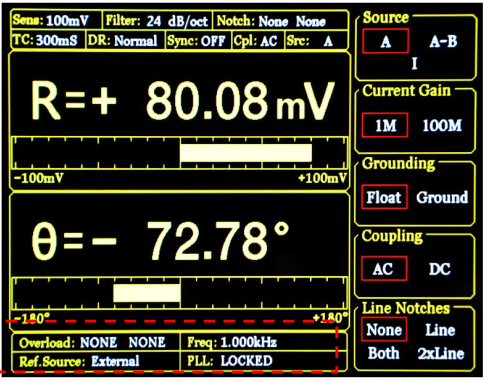 Sens: 100mV Filter: 24 dB/oct Notch: None None
TC: 300mS DR: Normal Sync: OFF Cpl: AC Src: A
R=+ 80.08 mV
-100mV +100mV
θ=- 72.78°
-180° +180°
Overload: NONE NONE Freq: 1.000kHz
Ref.Source: External PLL: LOCKED
Source
A A-B
I
Current Gain
1M 100M
Grounding
Float Ground
Coupling
AC DC
Line Notches
None Line
Both 2xLine